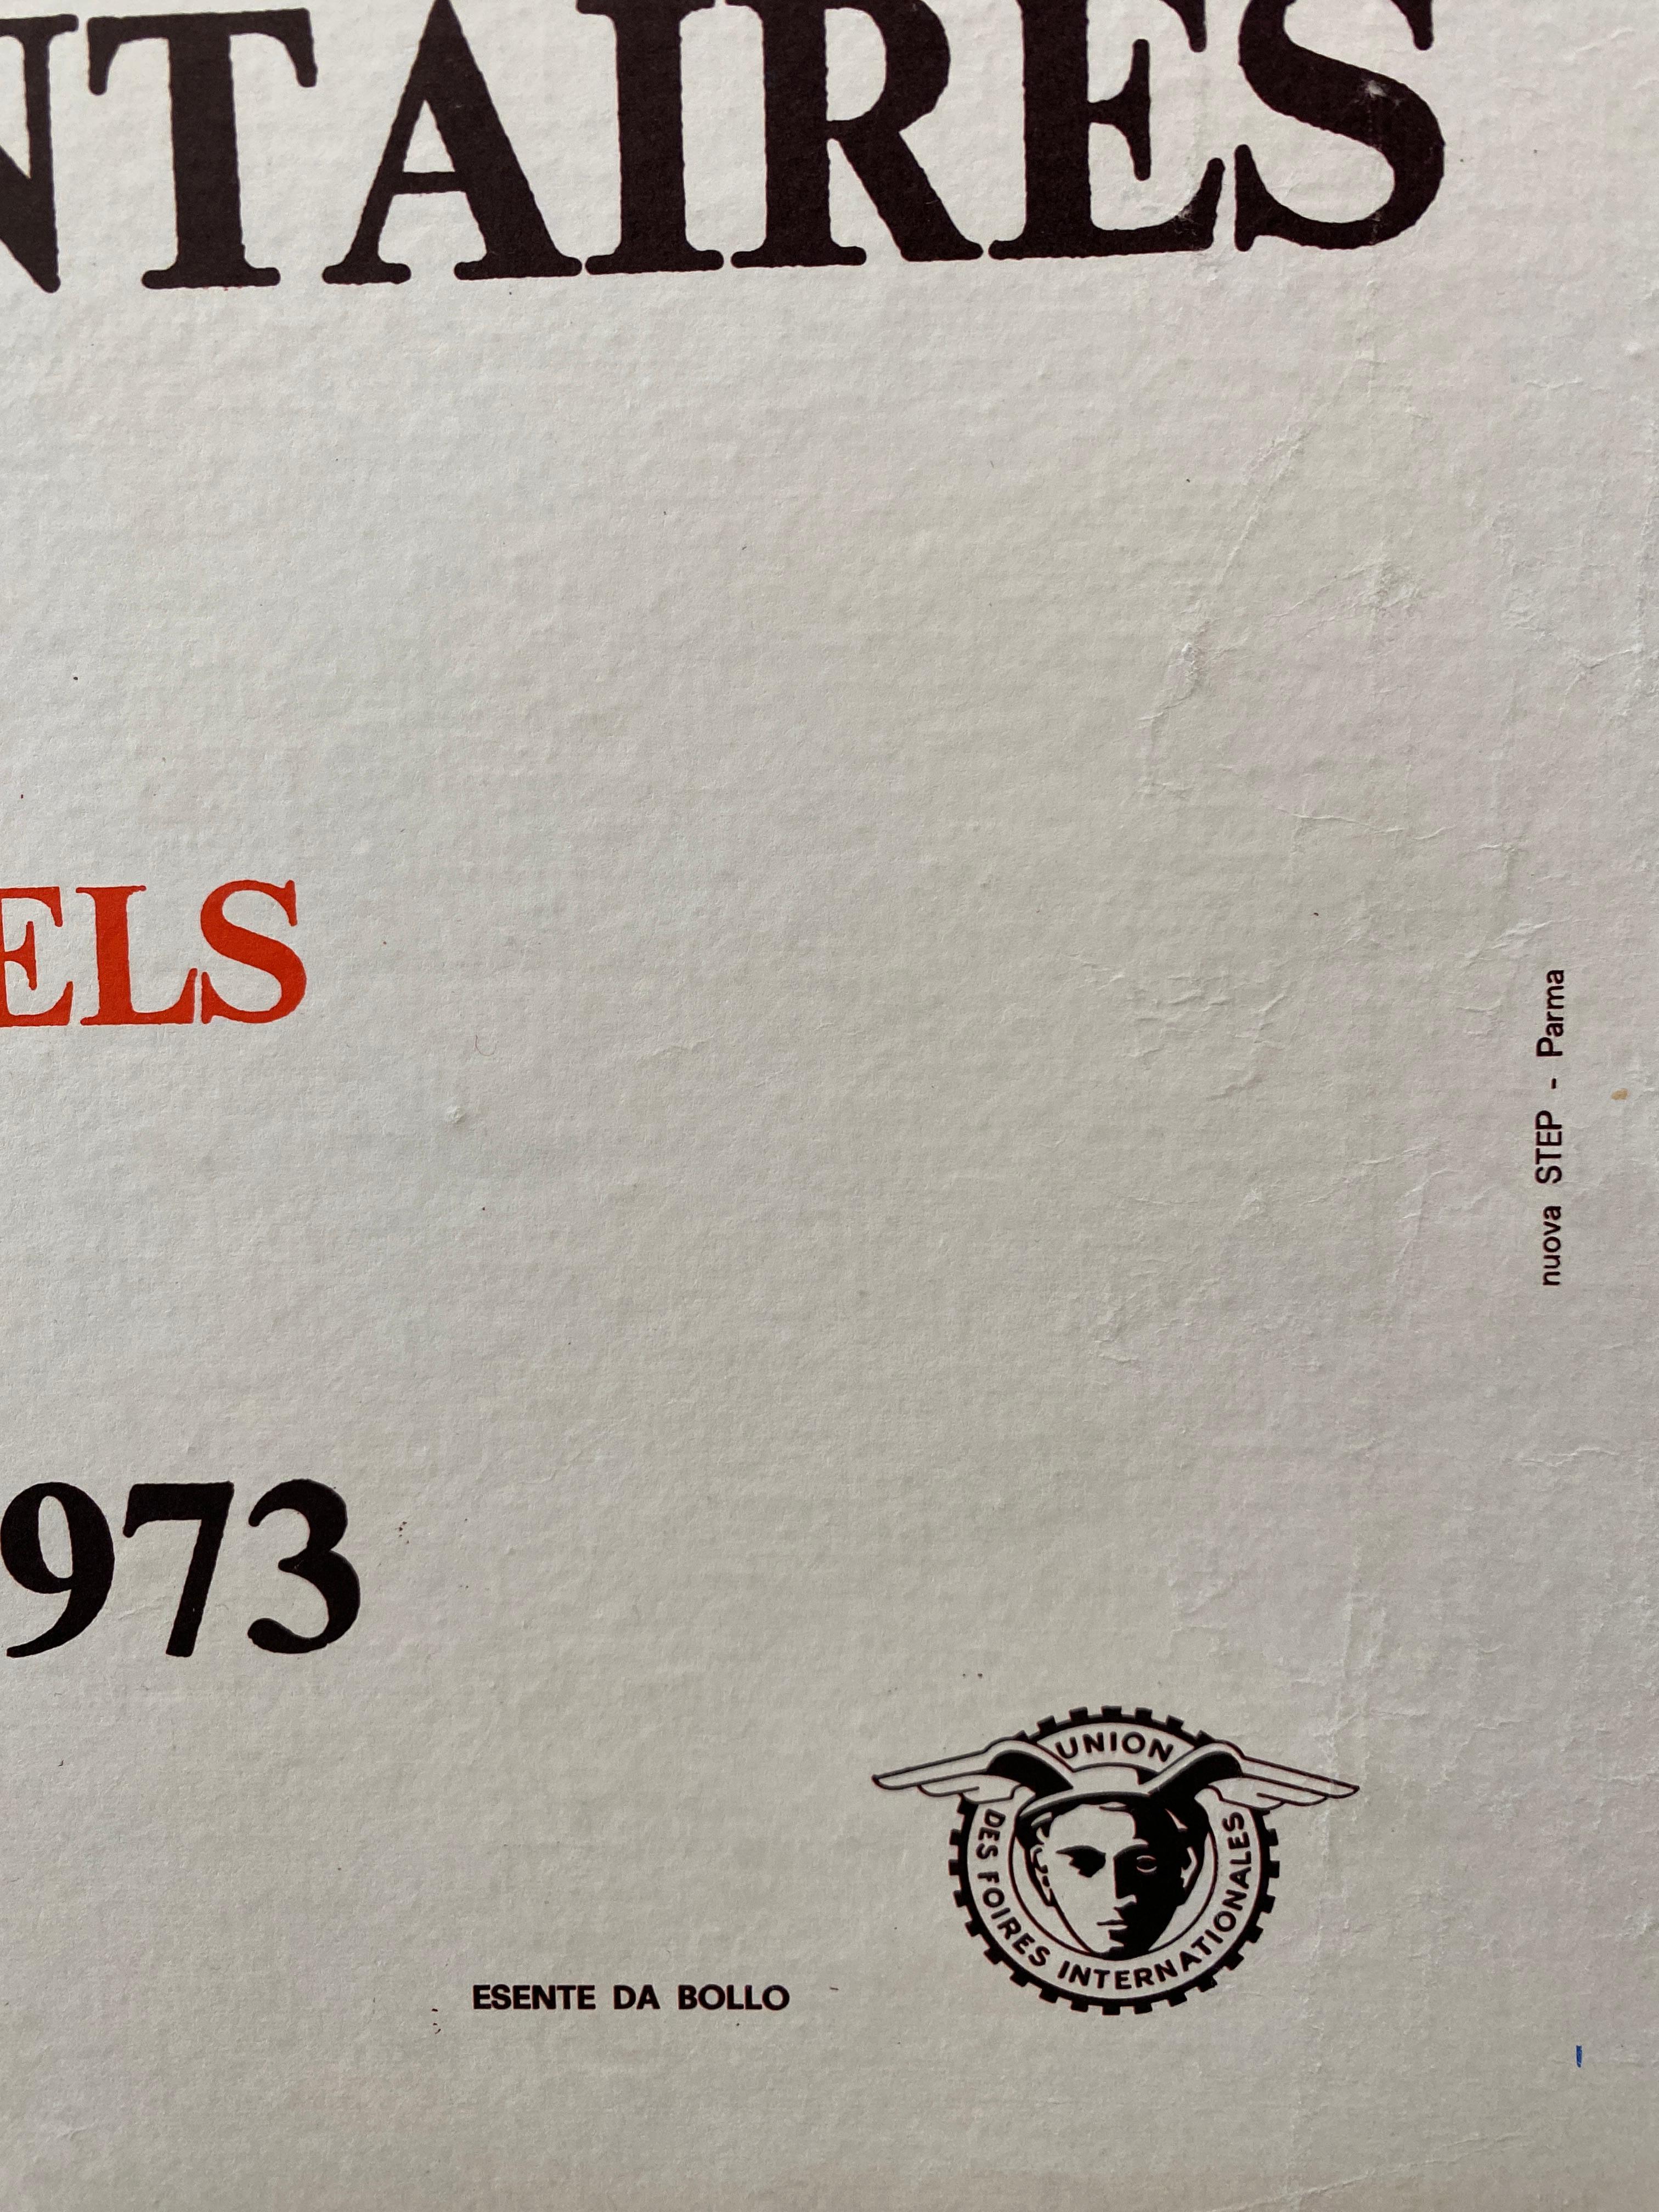 NTAIRES
ELS
nuova STEP - Parma
973
UNION
DES FOIRES INTERNATIONALES
ESENTE DA BOLLO